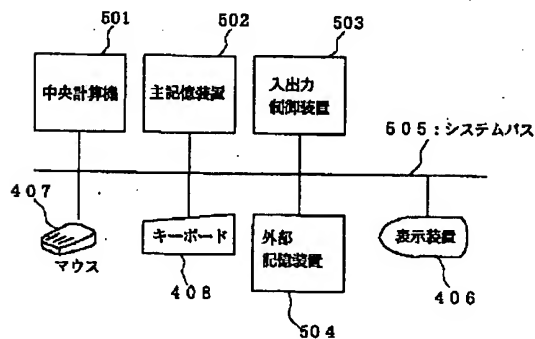 501
502
503
中央計算機
主記憶装置
入出力
制御装置
505:システムバス
407
マウス
キーボード
408
外部
記憶装置
504
表示装置
406